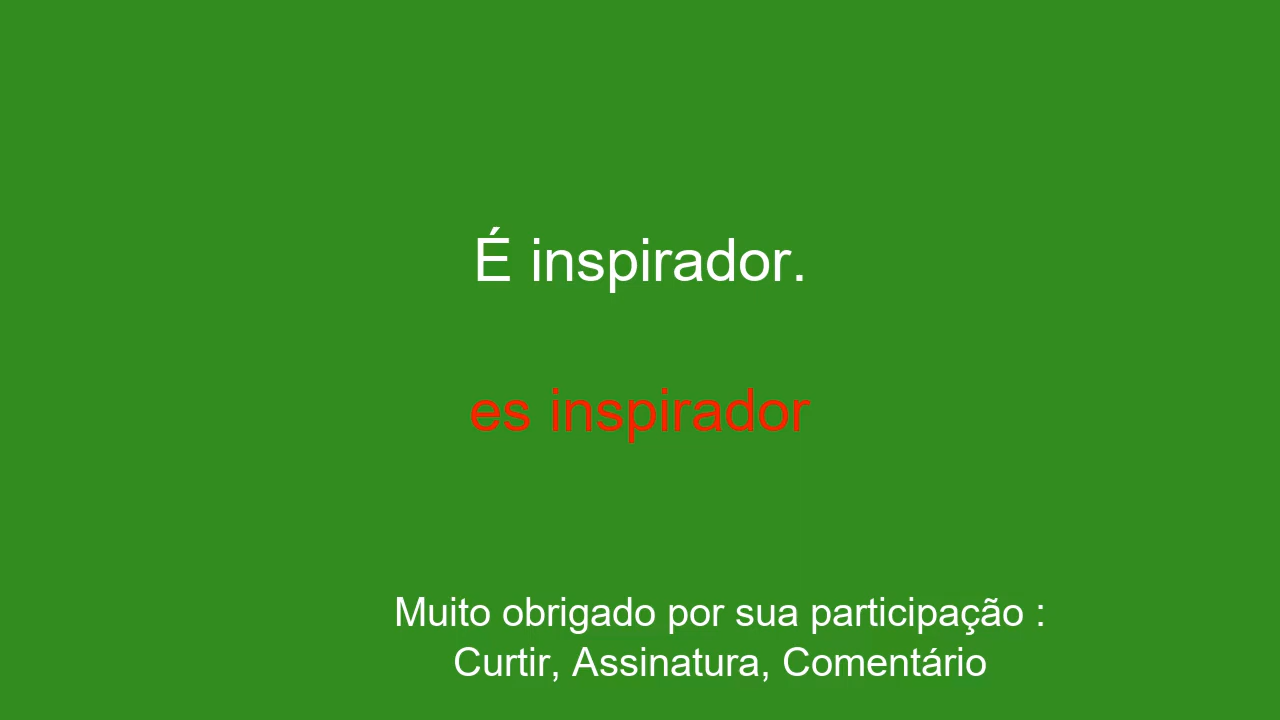 É inspirador.
es inspirador
Muito obrigado por sua participação :
Curtir, Assinatura, Comentário